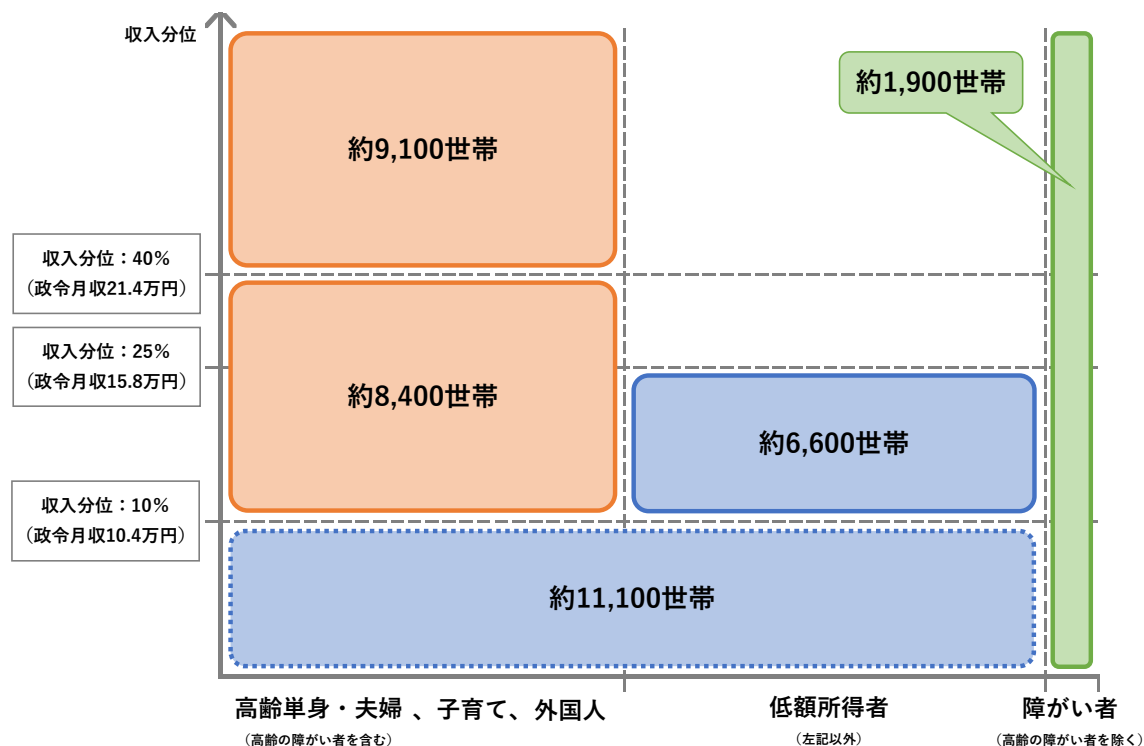 収入分位
約1,900世帯
約9,100世帯
収入分位：40%
（政令月収21.4万円）
収入分位：25%
（政令月収15.8万円）
約8,400世帯
約6,600世帯
収入分位：10%
（政令月収10.4万円）
約11,100世帯
高齢単身・夫婦 、子育て、外国人
（高齢の障がい者を含む）
低額所得者
（左記以外）
障がい者
（高齢の障がい者を除く）